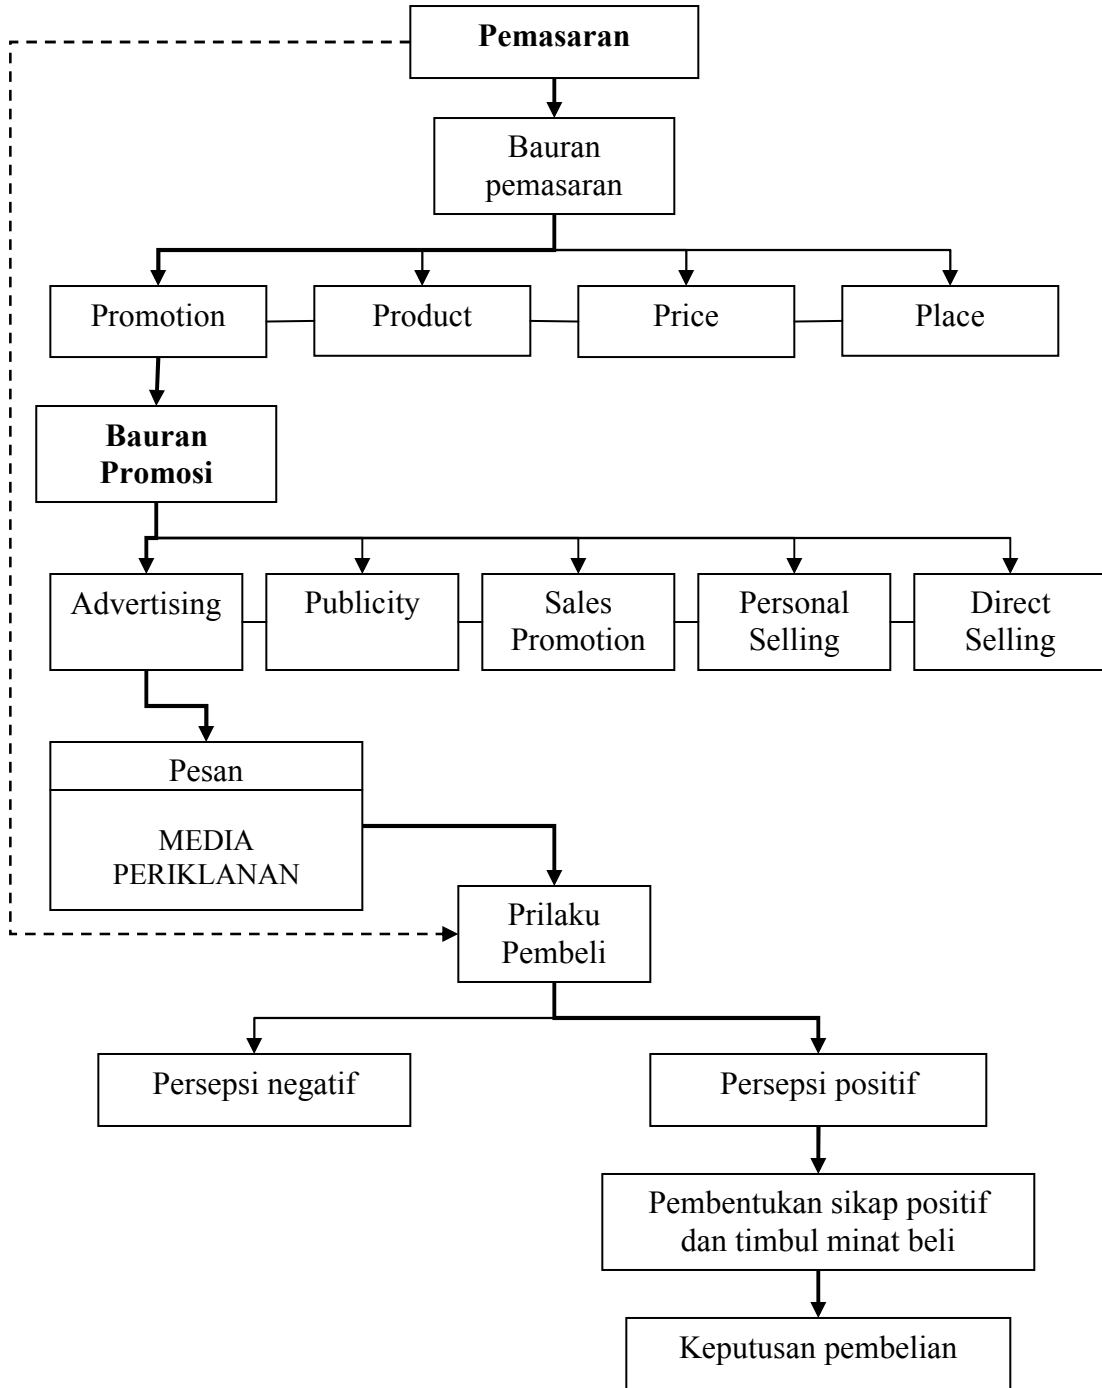 Pemasaran
Bauran
pemasaran
Promotion
Product
Price
Place
Bauran
Promosi
Advertising
Publicity
Sales
Promotion
Personal
Selling
Direct
Selling
Pesan
MEDIA
PERIKLANAN
Prilaku
Pembeli
Persepsi negatif
Persepsi positif
Pembentukan sikap positif
dan timbul minat beli
Keputusan pembelian